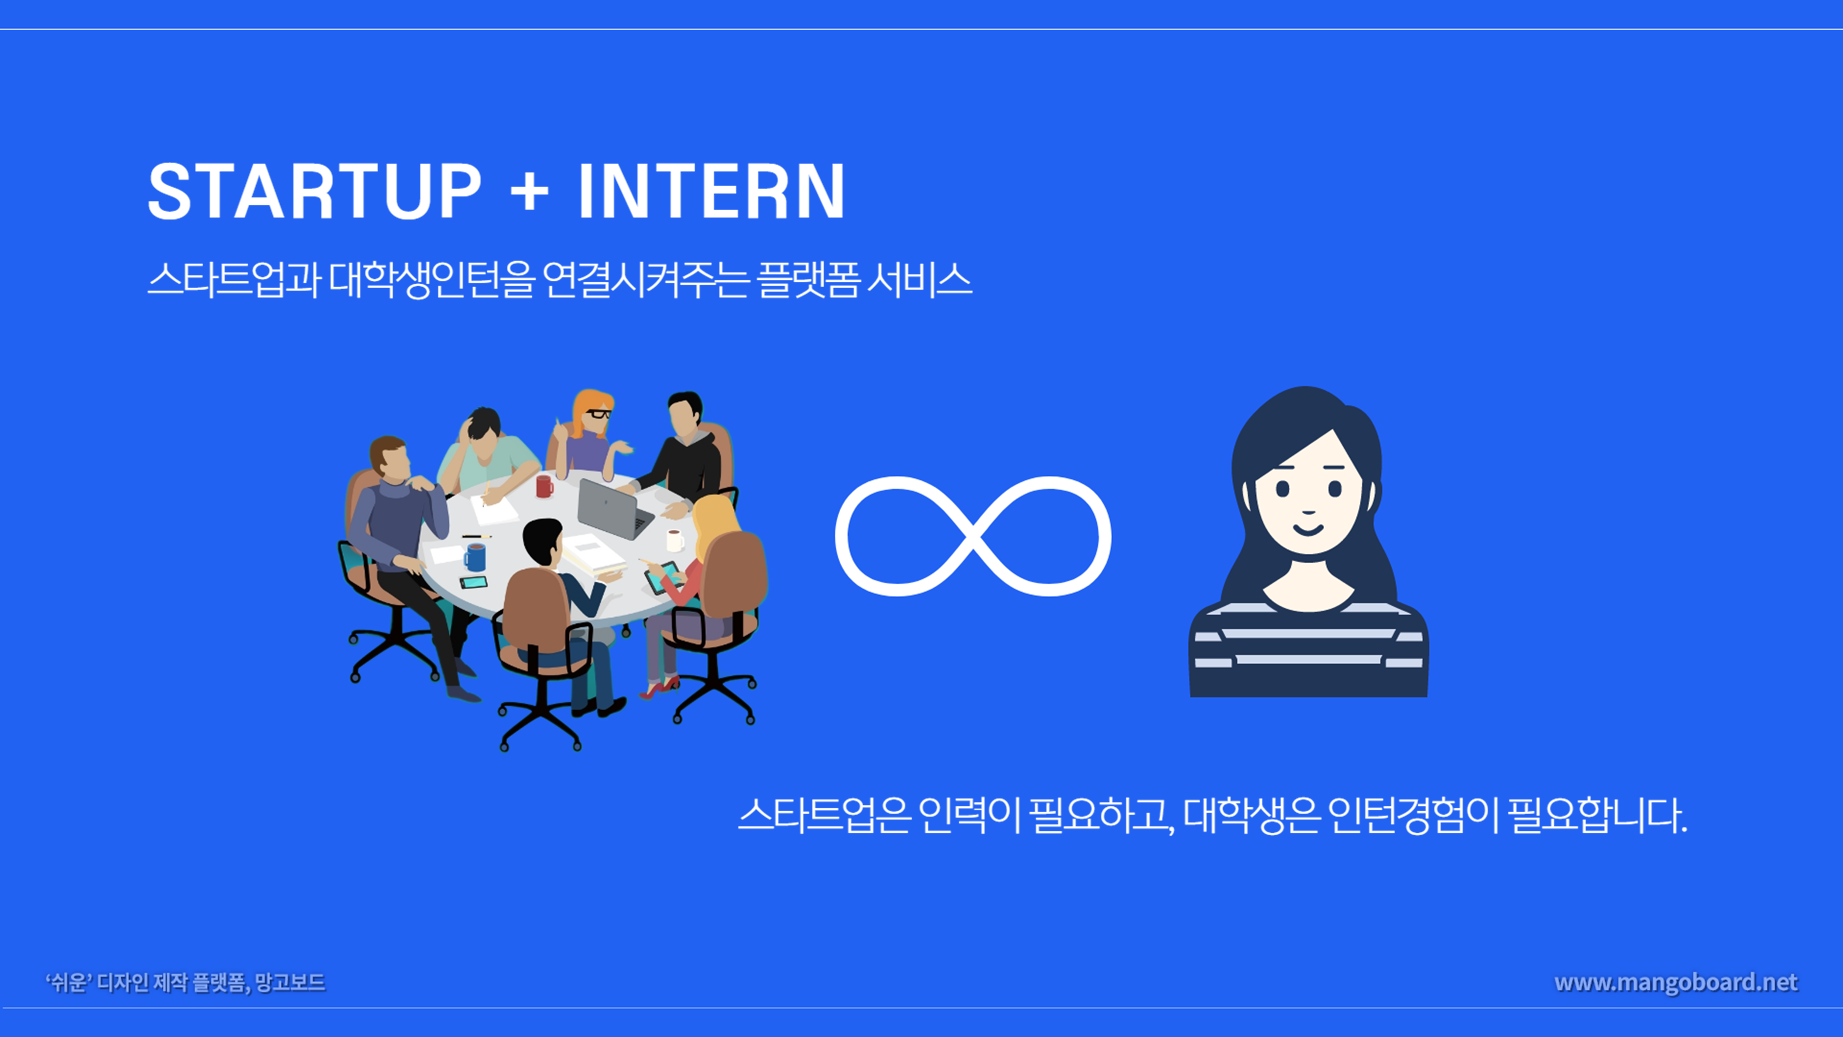 STARTUP + INTERN
스타트업과 대학생인턴을 연결시켜주는 플랫폼 서비스
스타트업은 인력이 필요하고, 대학생은 인턴경험이 필요합니다.
‘쉬운’ 디자인 제작 플랫폼, 망고보드
www.mangoboard.net